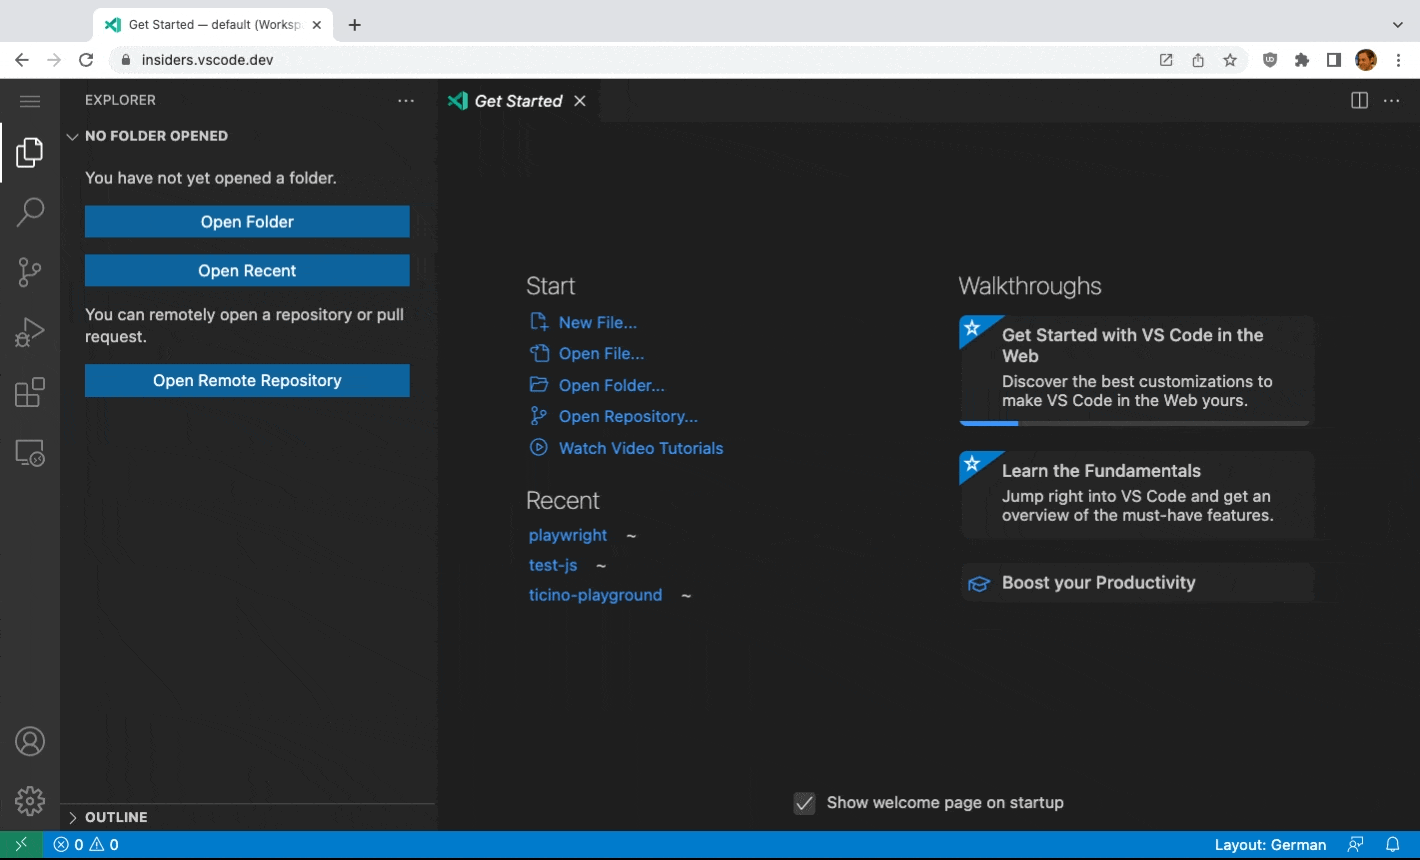 Get Started — default (Worksp
insiders.vscode.dev
EXPLORER
Get Started
NO FOLDER OPENED
You have not yet opened a folder.
Open Folder
Open Recent
You can remotely open a repository or pull
request.
Open Remote Repository
Start
New File...
Open File...
Open Folder...
Open Repository...
Watch Video Tutorials
Recent
playwright ~
test-js ~
ticino-playground ~
Walkthroughs
Get Started with VS Code in the
Web
Discover the best customizations to
make VS Code in the Web yours.
Learn the Fundamentals
Jump right into VS Code and get an
overview of the must-have features.
Boost your Productivity
Show welcome page on startup
OUTLINE
0 0
Layout: German